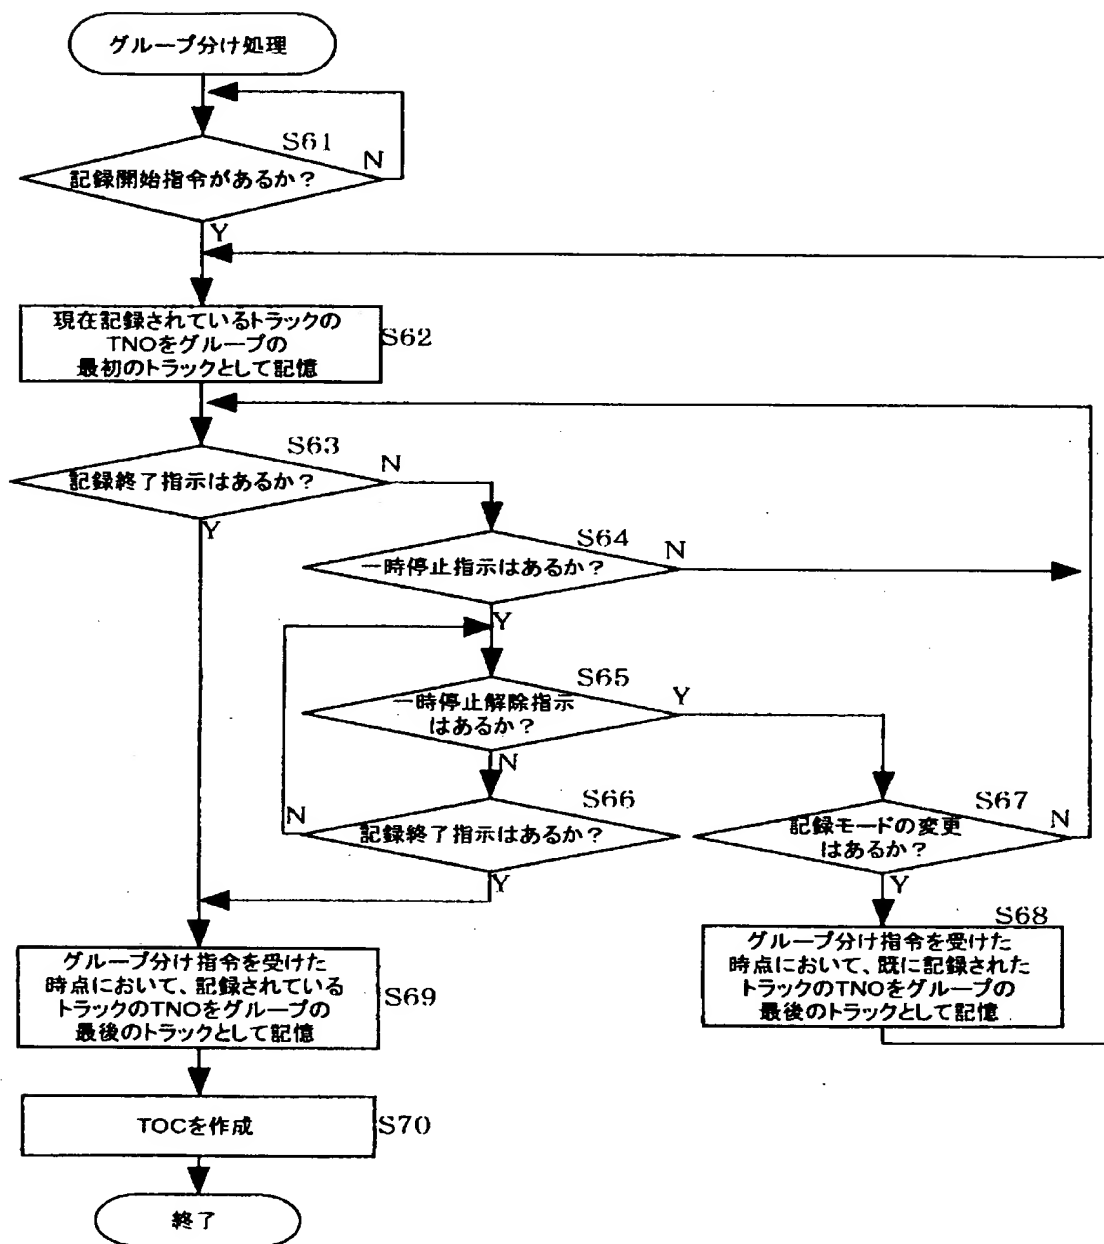 グループ分け処理
S61
記録開始指令があるか？
N
Y
現在記録されているトラックの
TNOをグループの
最初のトラックとして記憶
S62
S63
記録終了指示はあるか？
N
Y
S64
一時停止指示はあるか？
N
Y
S65
一時停止解除指示
はあるか？
Y
N
S66
記録終了指示はあるか？
N
Y
S67
記録モードの変更
はあるか？
N
Y
S68
グループ分け指令を受けた
時点において、既に記録された
トラックのTNOをグループの
最後のトラックとして記憶
グループ分け指令を受けた
時点において、記録されている
トラックのTNOをグループの
最後のトラックとして記憶
S69
TOCを作成
S70
終了